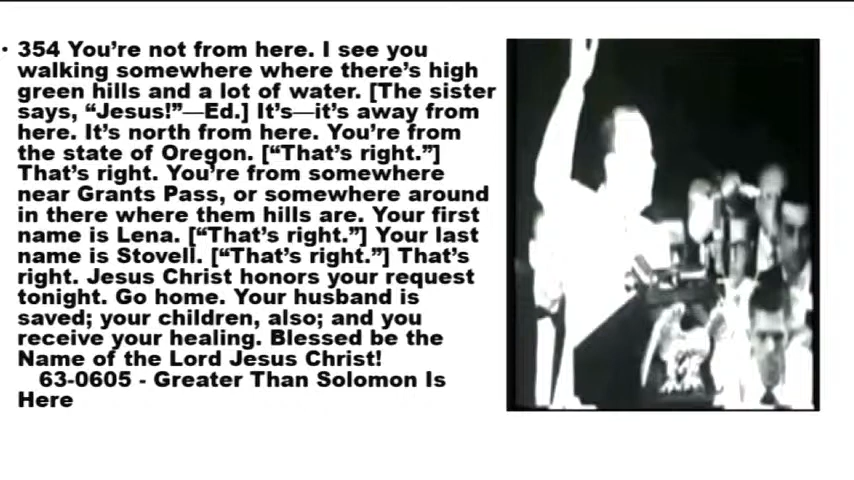 • 354 You’re not from here. I see you
walking somewhere where there’s high
green hills and a lot of water. [The sister
says, “Jesus!”—Ed.] It’s—it’s away from
here. It’s north from here. You’re from
the state of Oregon. [“That’s right.”]
That’s right. You’re from somewhere
near Grants Pass, or somewhere around
in there where them hills are. Your first
name is Lena. [“That’s right.”] Your last
name is Stovell. [“That’s right.”] That’s
right. Jesus Christ honors your request
tonight. Go home. Your husband is
saved; your children, also; and you
receive your healing. Blessed be the
Name of the Lord Jesus Christ!
63-0605 - Greater Than Solomon Is
Here